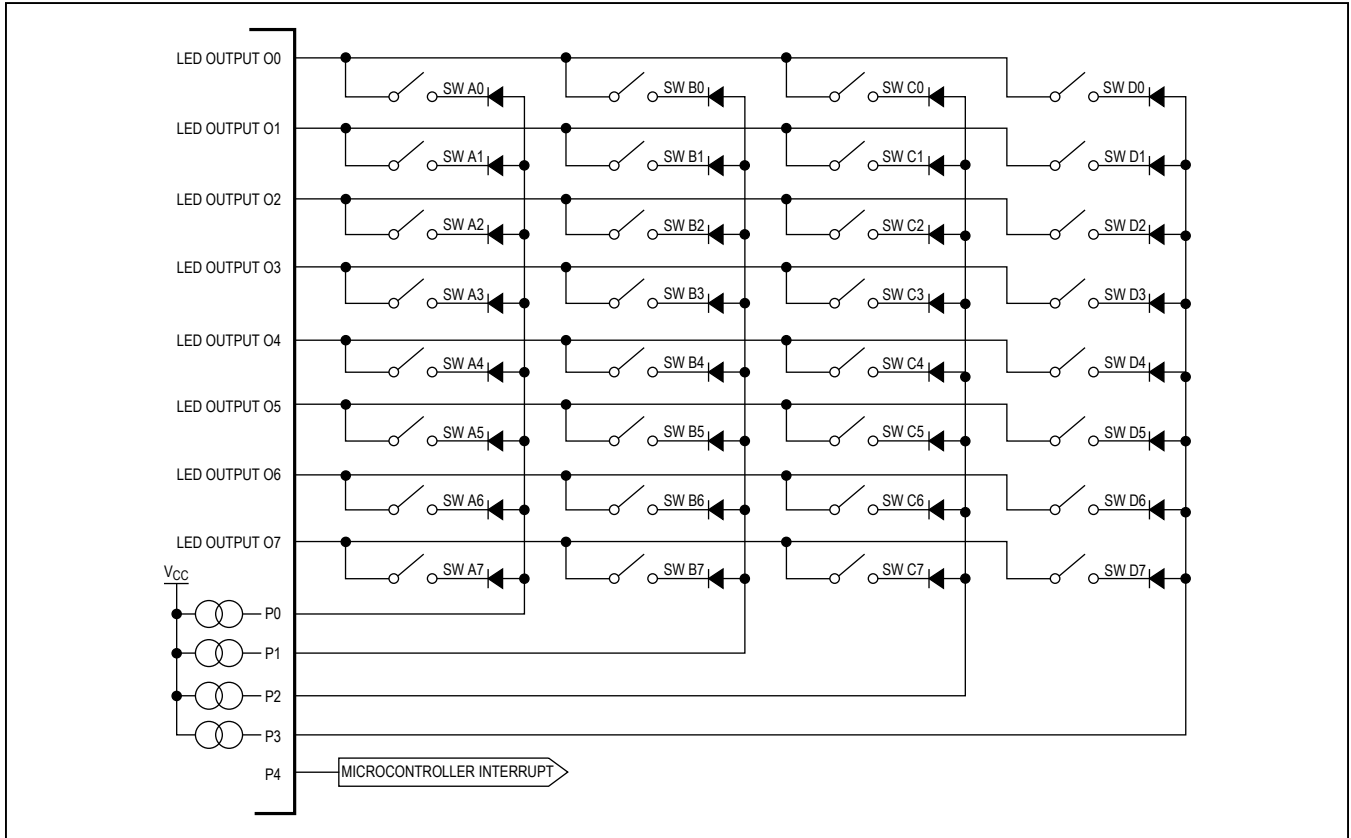 LED OUTPUT O0
SW A0 SW B0 SW C0 SW D0
LED OUTPUT O1
SW A1 SW B1 SW C1 SW D1
LED OUTPUT O2
SW A2 SW B2 SW C2 SW D2
LED OUTPUT O3
SW A3 SW B3 SW C3 SW D3
LED OUTPUT O4
SW A4 SW B4 SW C4 SW D4
LED OUTPUT O5
SW A5 SW B5 SW C5 SW D5
LED OUTPUT O6
SW A6 SW B6 SW C6 SW D6
LED OUTPUT O7
SW A7 SW B7 SW C7 SW D7
VCC
P0
P1
P2
P3
P4 MICROCONTROLLER INTERRUPT